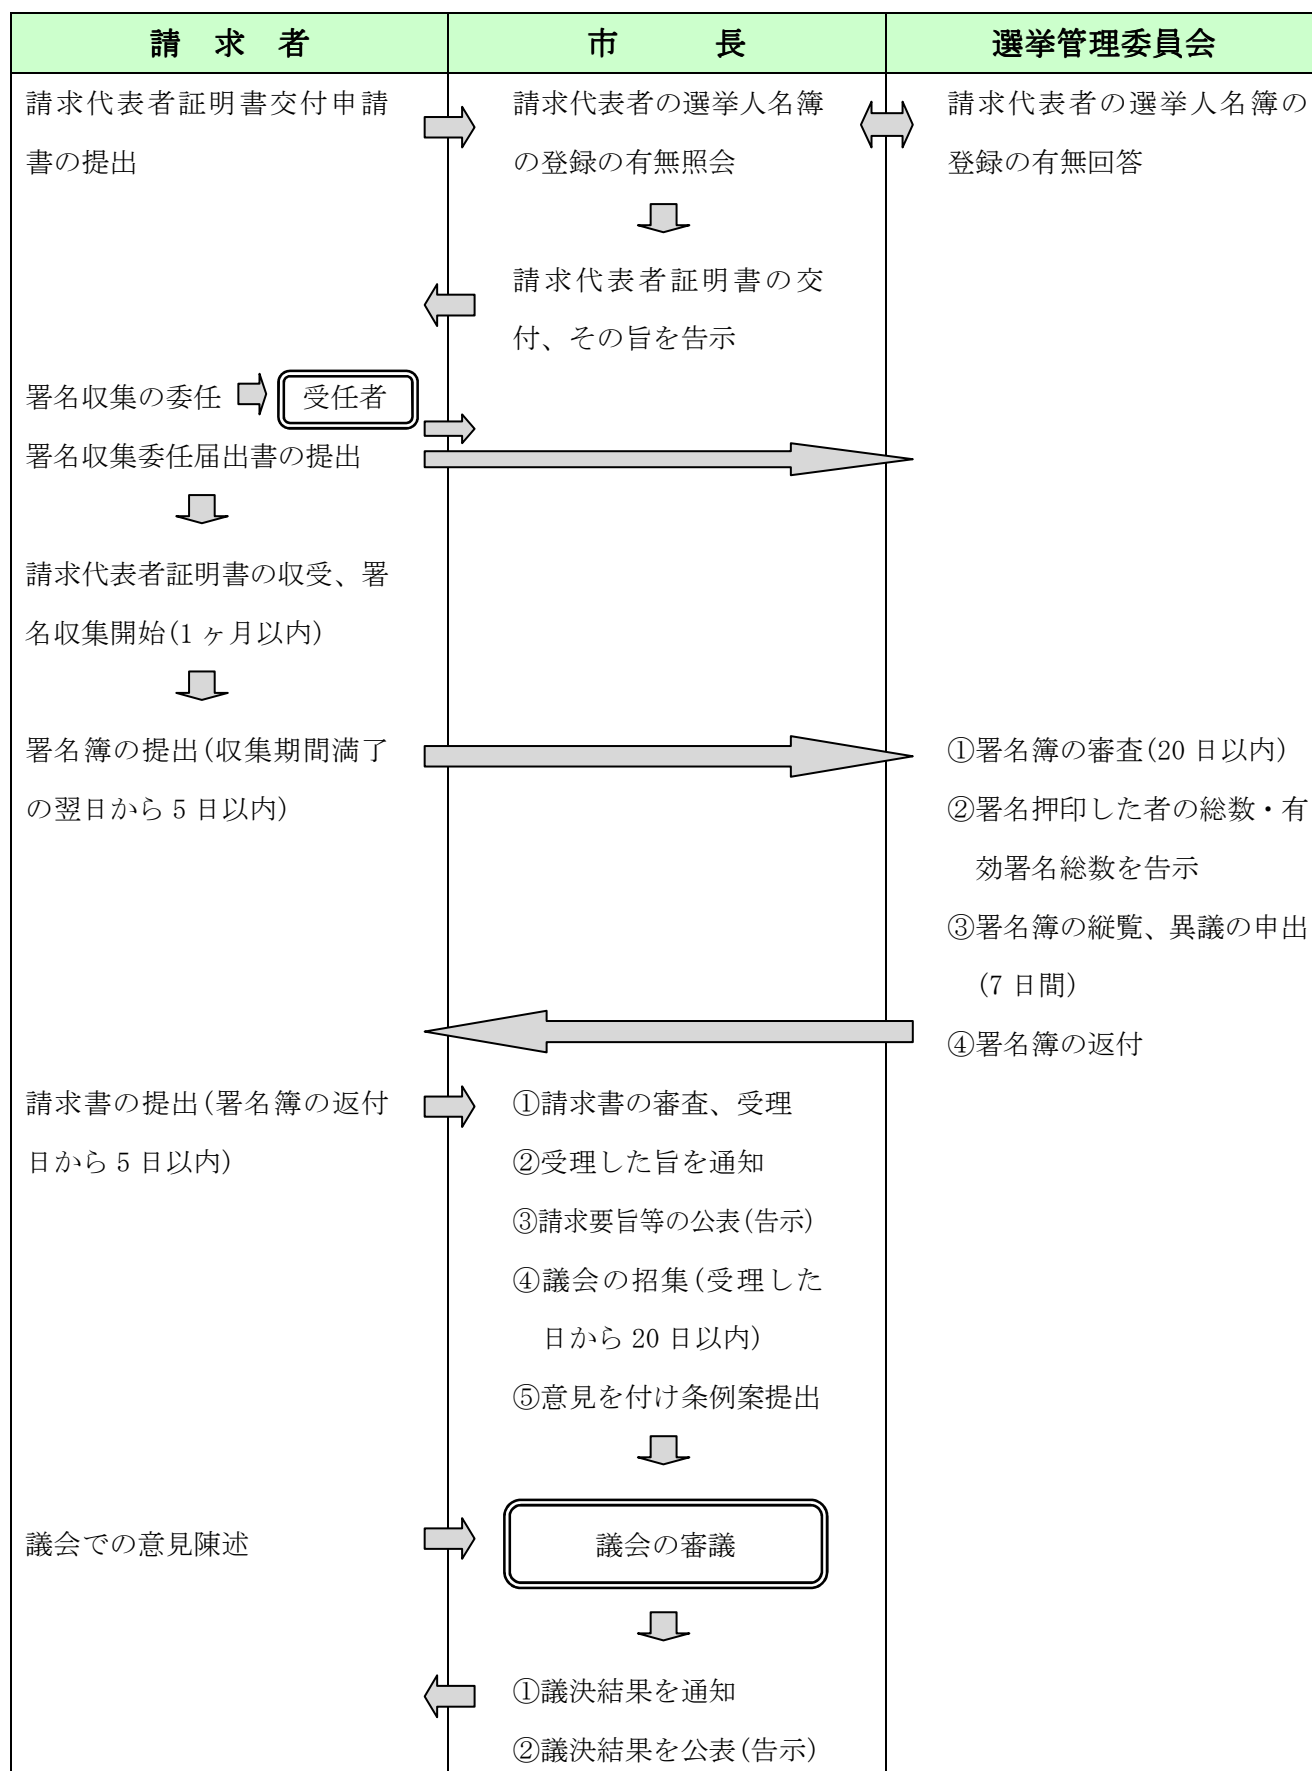 請　求　者
市　　　長
選挙管理委員会
請求代表者証明書交付申請
書の提出
請求代表者の選挙人名簿
の登録の有無照会
請求代表者の選挙人名簿の
登録の有無回答
請求代表者証明書の交
付、その旨を告示
署名収集の委任
受任者
署名収集委任届出書の提出
請求代表者証明書の収受、署
名収集開始(1 ヶ月以内)
署名簿の提出(収集期間満了
の翌日から 5 日以内)
①署名簿の審査(20 日以内)
②署名押印した者の総数・有
効署名総数を告示
③署名簿の縦覧、異議の申出
(7 日間)
④署名簿の返付
請求書の提出(署名簿の返付
日から 5 日以内)
①請求書の審査、受理
②受理した旨を通知
③請求要旨等の公表(告示)
④議会の招集(受理した
日から 20 日以内)
⑤意見を付け条例案提出
議会での意見陳述
議会の審議
①議決結果を通知
②議決結果を公表(告示)